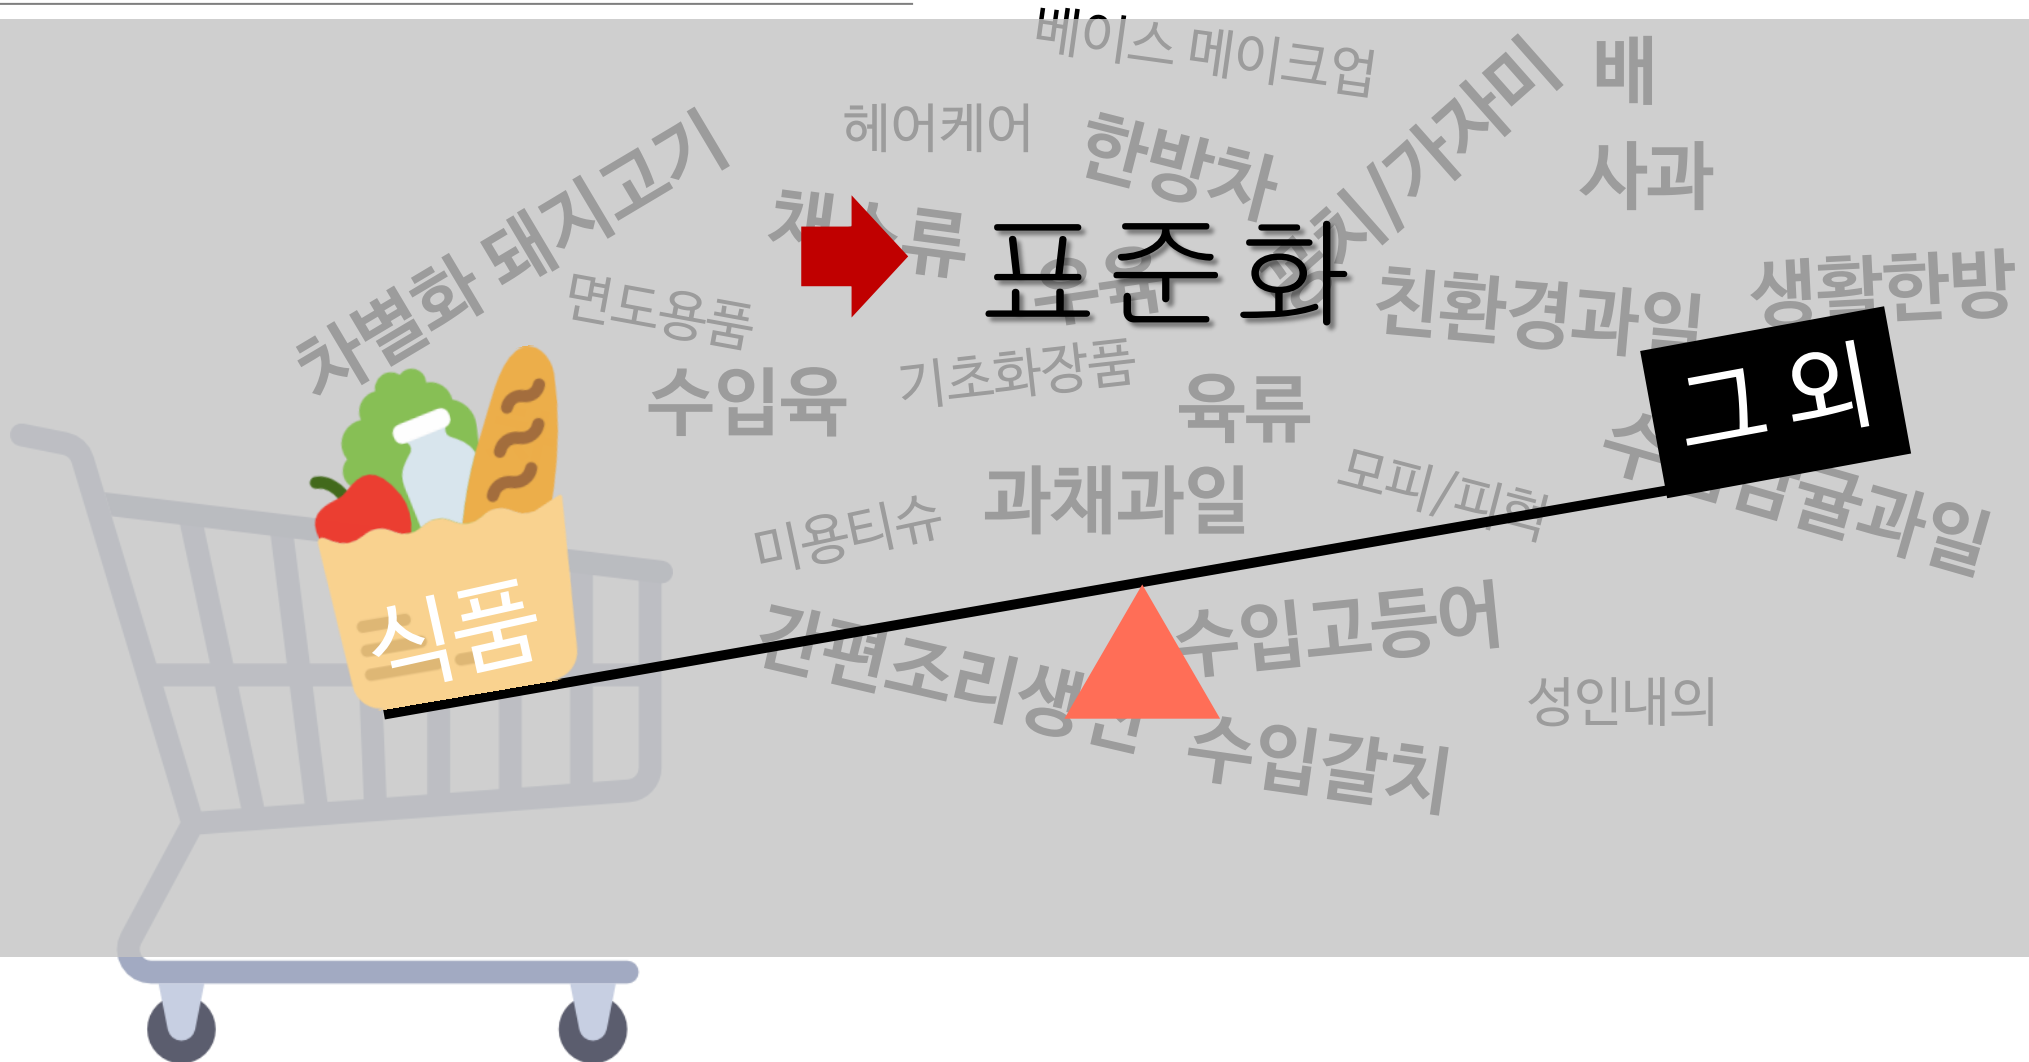 베이스 메이크업
배
헤어케어
한방차
사과
차별화 돼지고기
표준화
면도용품
친환경과일
생활한방
기초화장품
그 외
수입육
육류
과채과일
모피/피혁
미용티슈
식품
수입고등어
성인내의
수입갈치